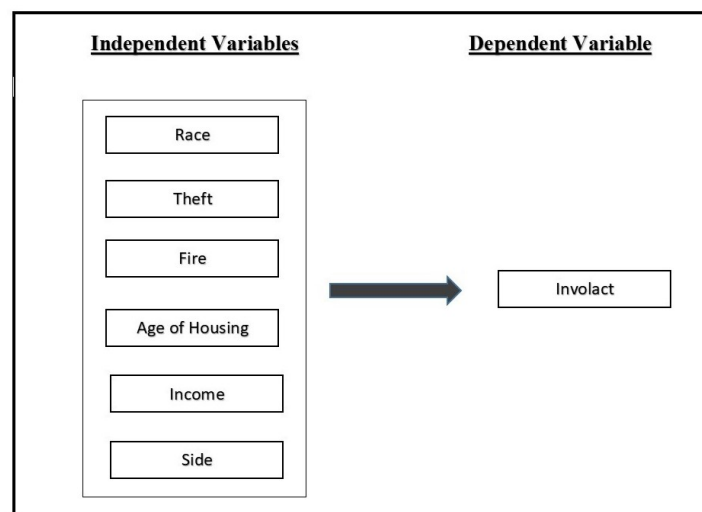 Independent Variables
Dependent Variable
Race
Theft
Fire
Age of Housing
Income
Side
Involact